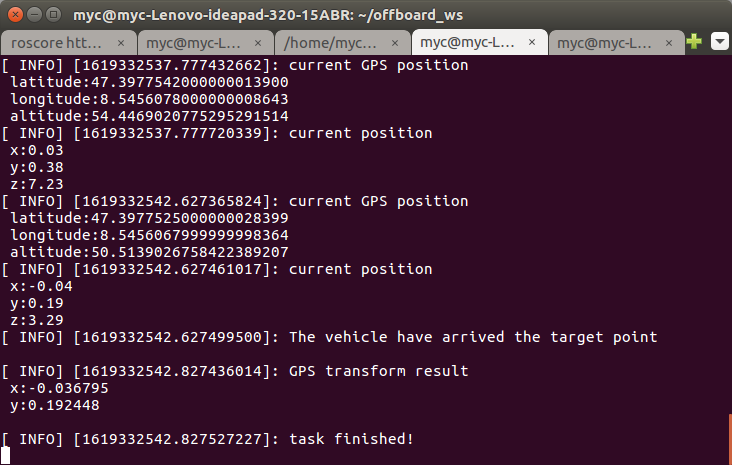 myc@myc-Lenovo-ideapad-320-15ABR: ~/offboard_ws
roscore htt... × myc@myc-L... × /home/myc... × myc@myc-L... × myc@myc-L... ×
[ INFO] [1619332537.777432662]: current GPS position
latitude:47.3977542000000013900
longitude:8.5456078000000008643
altitude:54.4469020775295291514
[ INFO] [1619332537.777720339]: current position
x:0.03
y:0.38
z:7.23
[ INFO] [1619332542.627365824]: current GPS position
latitude:47.3977525000000028399
longitude:8.5456067999999998364
altitude:50.5139026758422389207
[ INFO] [1619332542.627461017]: current position
x:-0.04
y:0.19
z:3.29
[ INFO] [1619332542.627499500]: The vehicle have arrived the target point
[ INFO] [1619332542.827436014]: GPS transform result
x:-0.036795
y:0.192448
[ INFO] [1619332542.827527227]: task finished!